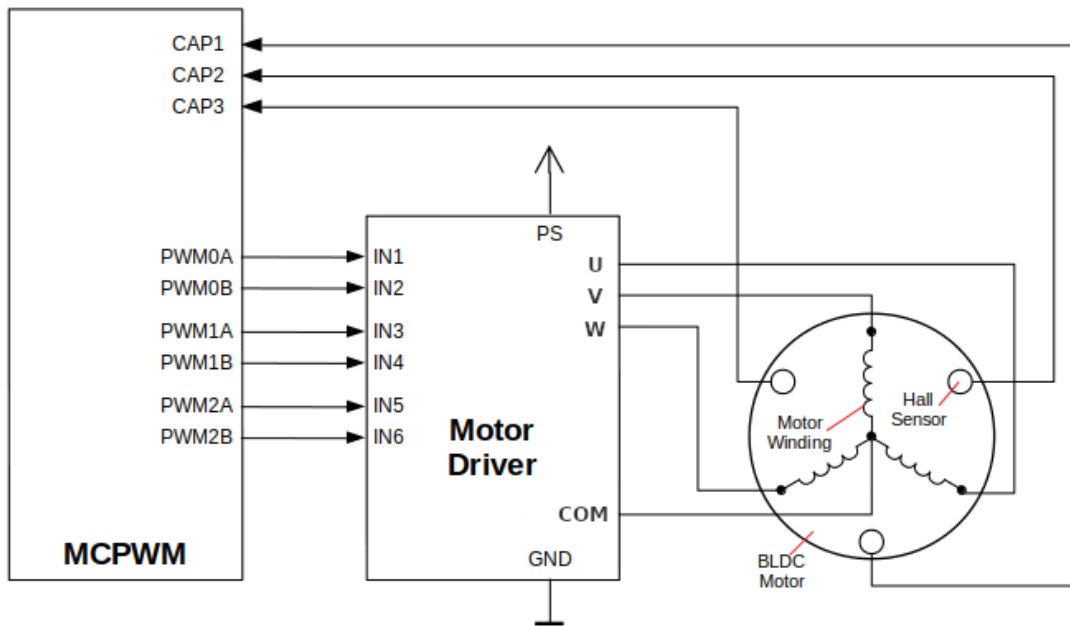 CAP1
CAP2
CAP3
PWM0A
PWM0B
PWM1A
PWM1B
PWM2A
PWM2B
MCPWM
PS
IN1
IN2
IN3
IN4
IN5
IN6
U
V
W
Motor
Driver
COM
GND
Hall
Sensor
Motor
Winding
BLDC
Motor